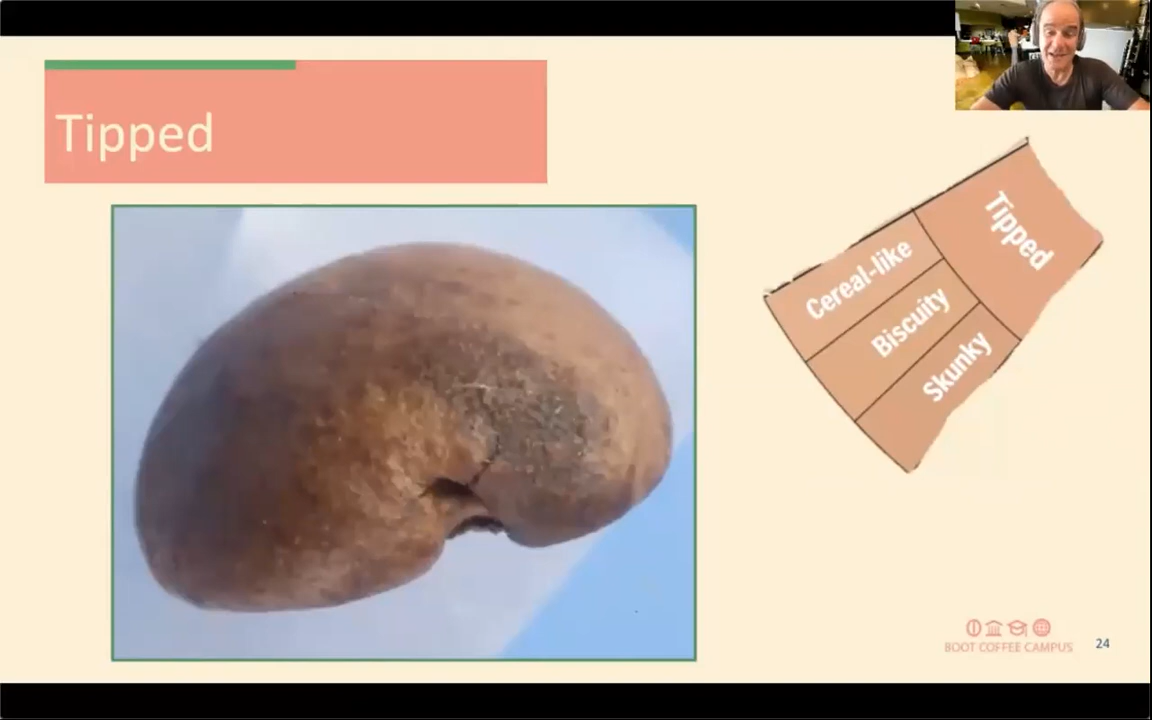 Tipped
Tipped
Cereal-like
Biscuity
Skunky
BOOT COFFEE CAMPUS
24